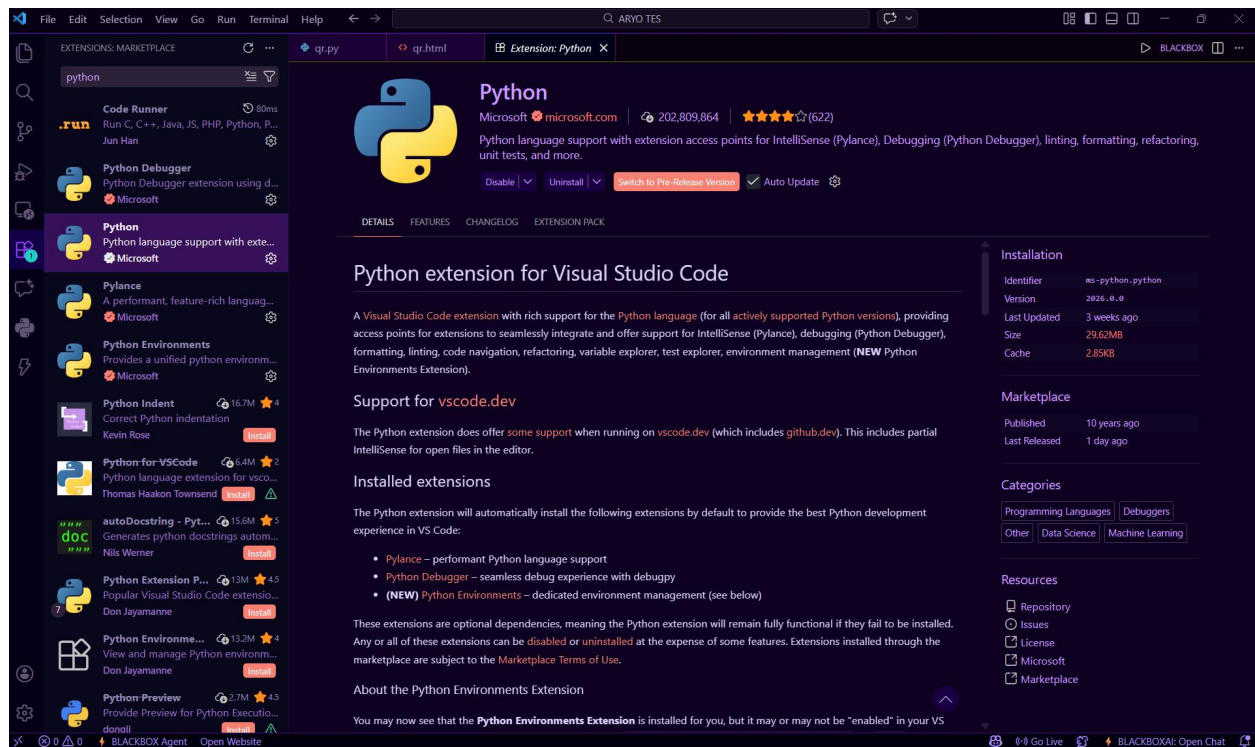 File Edit Selection View Go Run Terminal Help
ARYO TES
EXTENSIONS: MARKETPLACE
python
Code Runner 80ms
Run C, C++, Java, JS, PHP, Python, P...
Jun Han
Python Debugger
Python Debugger extension using d...
Microsoft
Python
Python language support with exte...
Microsoft
Pylance
A performant, feature-rich languag...
Microsoft
Python Environments
Provides a unified python environm...
Microsoft
Python Indent 16.7M 4
Correct Python indentation
Kevin Rose Install
Python for VSCode 6.4M 2
Python language extension for vsco...
Thomas Haakon Townsend Install
autoDocstring - Pyt... 15.6M 5
Generates python docstrings autom...
Nils Werner Install
Python Extension P... 13M 4.5
Popular Visual Studio Code extensio...
7 Don Jayamanne Install
Python Environme... 13.2M 4
View and manage Python environm...
Don Jayamanne Install
Python Preview 2.7M 4.5
Provide Preview for Python Executio...
dongli Install
.run
""" 
doc
"""
1
qr.py qr.html Extension: Python
BLACKBOX
Python
Microsoft microsoft.com 202,809,864 (622)
Python language support with extension access points for IntelliSense (Pylance), Debugging (Python Debugger), linting, formatting, refactoring,
unit tests, and more.
Disable Uninstall Switch to Pre-Release Version Auto Update
DETAILS FEATURES CHANGELOG EXTENSION PACK
Python extension for Visual Studio Code
A Visual Studio Code extension with rich support for the Python language (for all actively supported Python versions), providing
access points for extensions to seamlessly integrate and offer support for IntelliSense (Pylance), debugging (Python Debugger),
formatting, linting, code navigation, refactoring, variable explorer, test explorer, environment management (NEW Python
Environments Extension).
Support for vscode.dev
The Python extension does offer some support when running on vscode.dev (which includes github.dev). This includes partial
IntelliSense for open files in the editor.
Installed extensions
The Python extension will automatically install the following extensions by default to provide the best Python development
experience in VS Code:
• Pylance – performant Python language support
• Python Debugger – seamless debug experience with debugpy
• (NEW) Python Environments – dedicated environment management (see below)
These extensions are optional dependencies, meaning the Python extension will remain fully functional if they fail to be installed.
Any or all of these extensions can be disabled or uninstalled at the expense of some features. Extensions installed through the
marketplace are subject to the Marketplace Terms of Use.
About the Python Environments Extension
You may now see that the Python Environments Extension is installed for you, but it may or may not be "enabled" in your VS
Installation
Identifier ms-python.python
Version 2026.0.0
Last Updated 3 weeks ago
Size 29.62MB
Cache 2.85KB
Marketplace
Published 10 years ago
Last Released 1 day ago
Categories
Programming Languages Debuggers
Other Data Science Machine Learning
Resources
Repository
Issues
License
Microsoft
Marketplace
0 0 BLACKBOX Agent Open Website
Go Live BLACKBOXAI: Open Chat